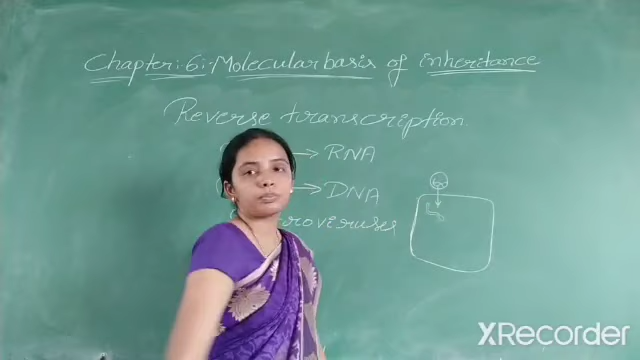 Chapter:6:-Molecular basis of inheritance
Reverse transcription
→ RNA
→ DNA
roviruses
XRecorder